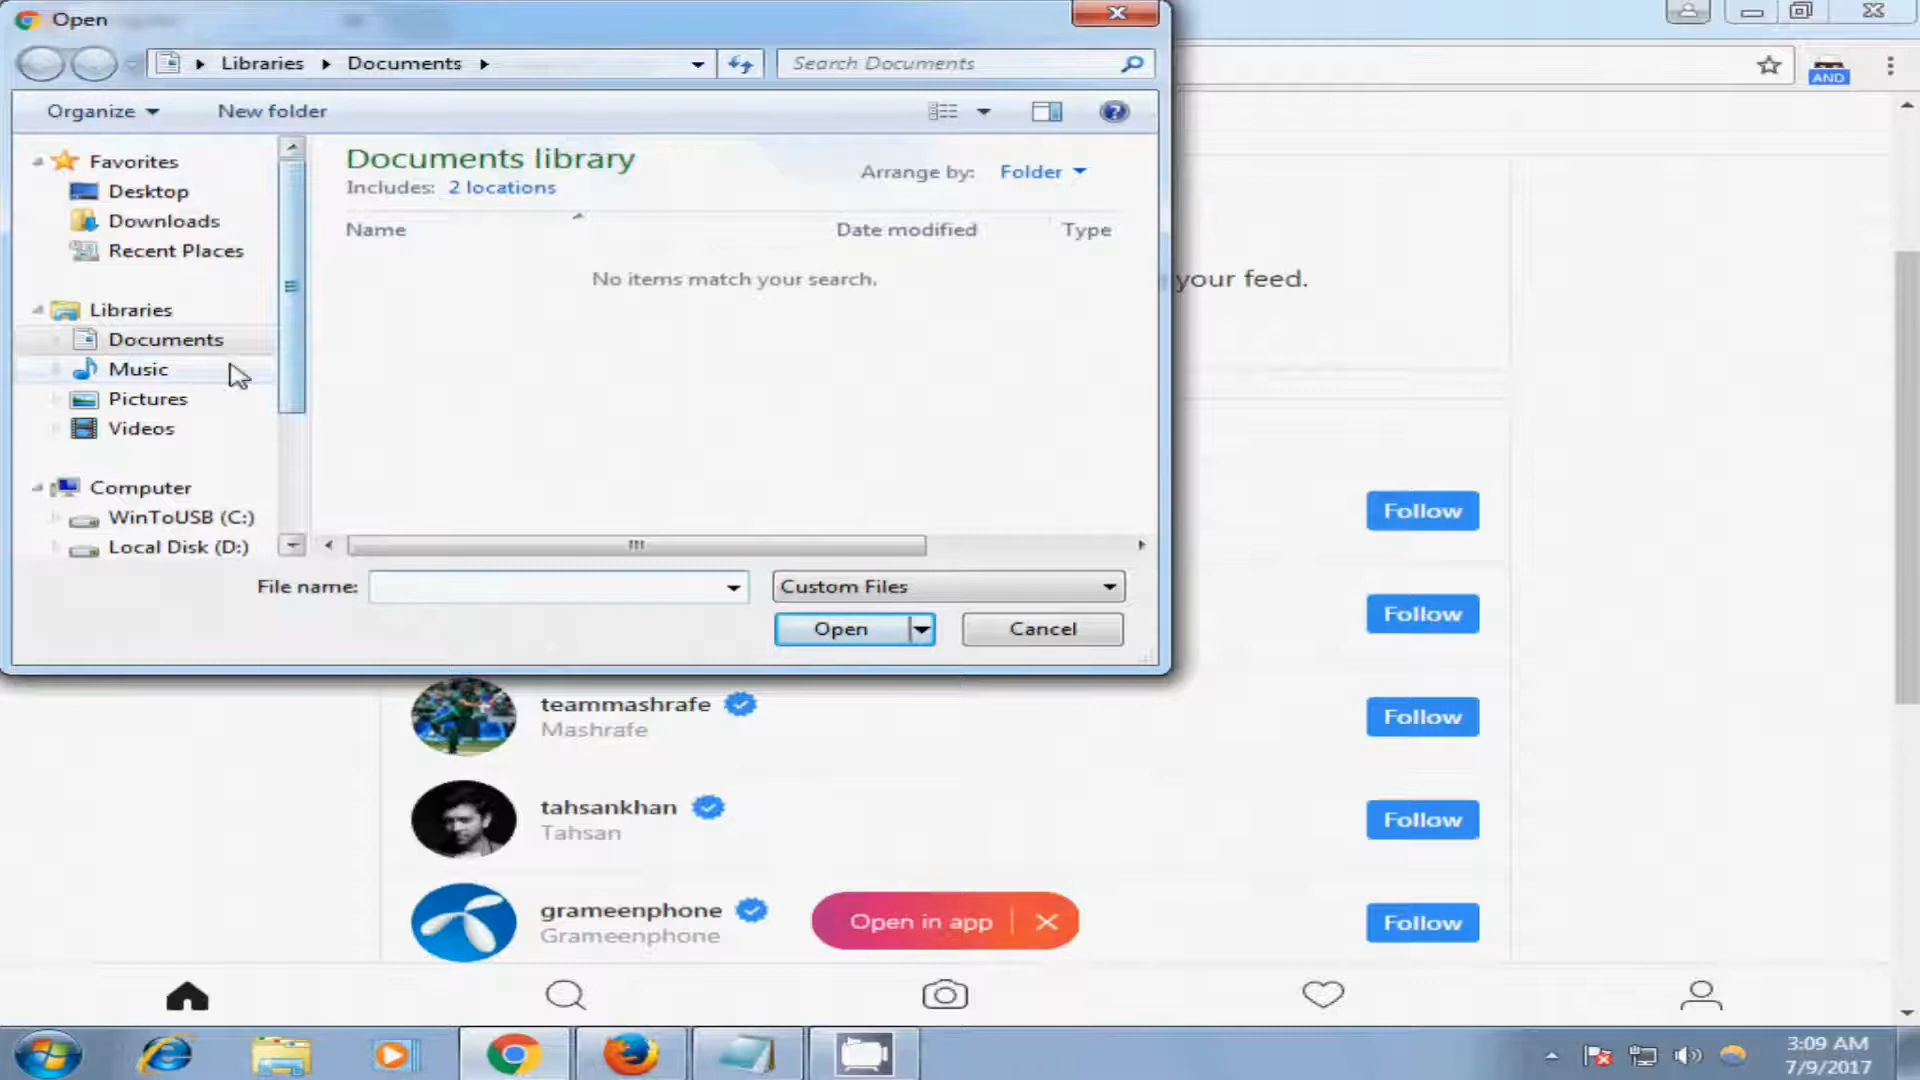 Open
Libraries Documents
Search Documents
AND
Organize
New folder
Favorites
Desktop
Downloads
Recent Places
Libraries
Documents
Music
Pictures
Videos
Computer
WinToUSB (C:)
Local Disk (D:)
Documents library
Includes: 2 locations
Arrange by: Folder
Name Date modified Type
No items match your search.
File name:
Custom Files
Open
Cancel
your feed.
Follow
Follow
teammashrafe
Mashrafe
Follow
tahsankhan
Tahsan
Follow
grameenphone
Grameenphone
Follow
Open in app
3:09 AM
7/9/2017